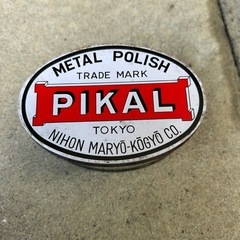 METAL POLISH
TRADE MARK
PIKAL
TOKYO
NIHON MARYŌ-KŌGYŌ CO.